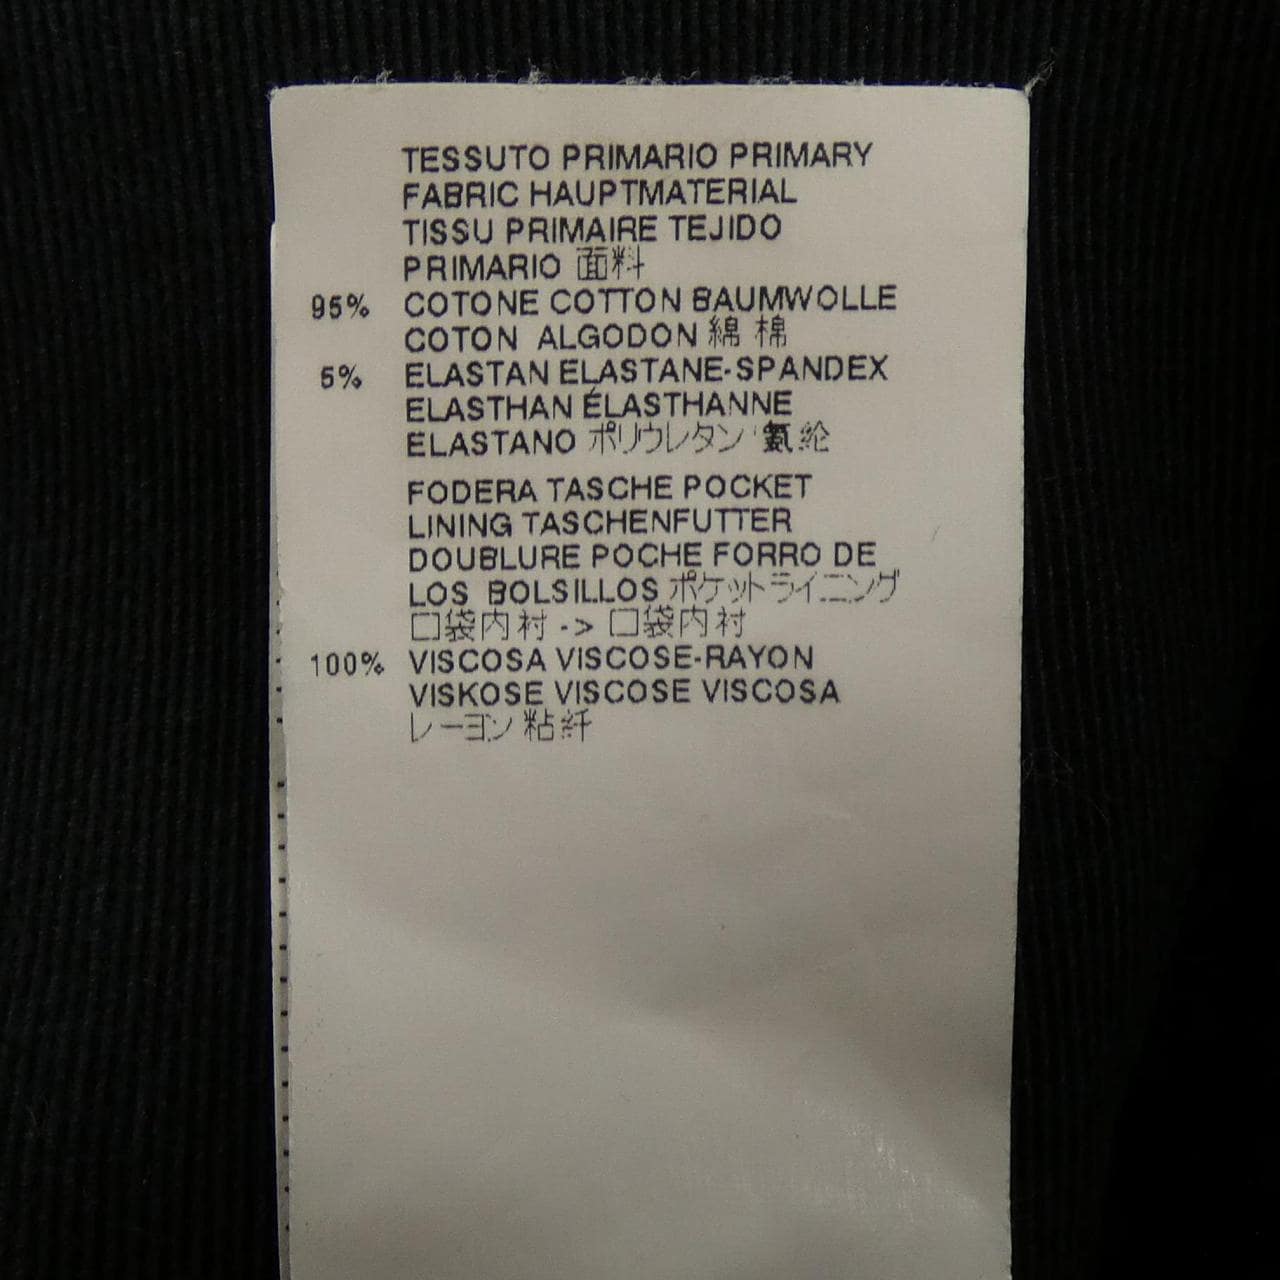 TESSUTO PRIMARIO PRIMARY
FABRIC HAUPTMATERIAL
TISSU PRIMAIRE TEJIDO
PRIMARIO 面料
95% COTONE COTTON BAUMWOLLE
COTON ALGODON 綿 棉
5% ELASTAN ELASTANE-SPANDEX
ELASTHAN ÉLASTHANNE
ELASTANO ポリウレタン 氨纶
FODERA TASCHE POCKET
LINING TASCHENFUTTER
DOUBLURE POCHE FORRO DE
LOS BOLSILLOS ポケットライニング
口袋内衬 -> 口袋内衬
100% VISCOSA VISCOSE-RAYON
VISKOSE VISCOSE VISCOSA
レーヨン 粘纤